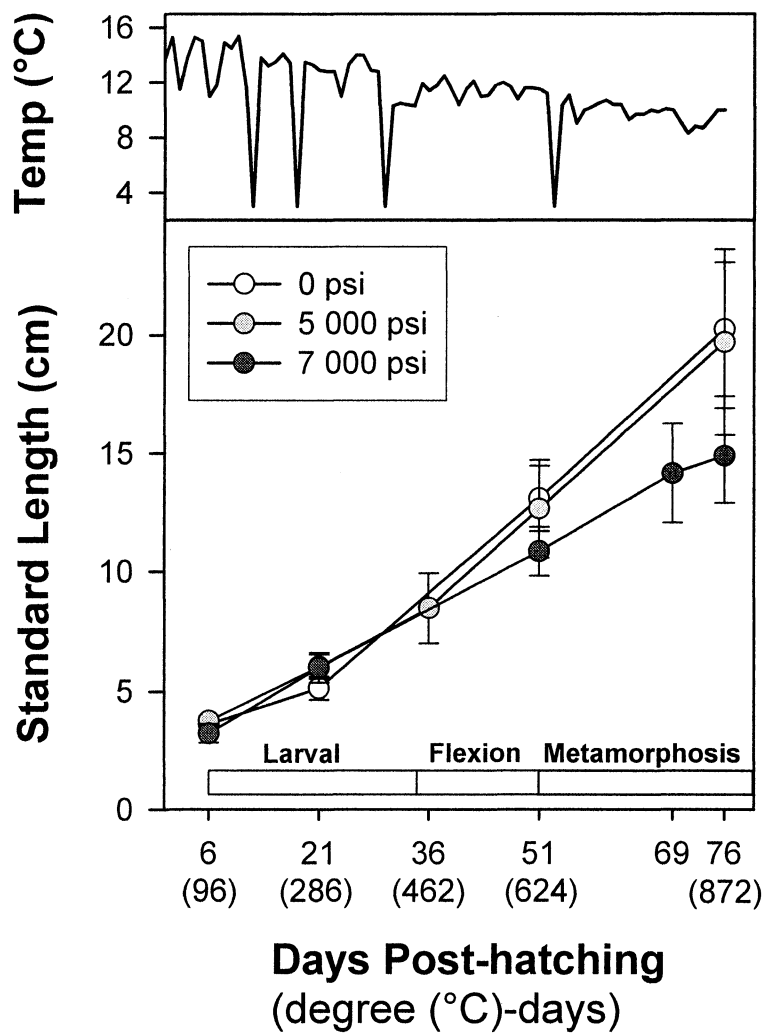 Temp (°C)
16
12
8
4
0 psi
5 000 psi
7 000 psi
Standard Length (cm)
20
15
10
5
0
Larval Flexion Metamorphosis
6 21 36 51 69 76
(96) (286) (462) (624) (872)
Days Post-hatching
(degree (°C)-days)